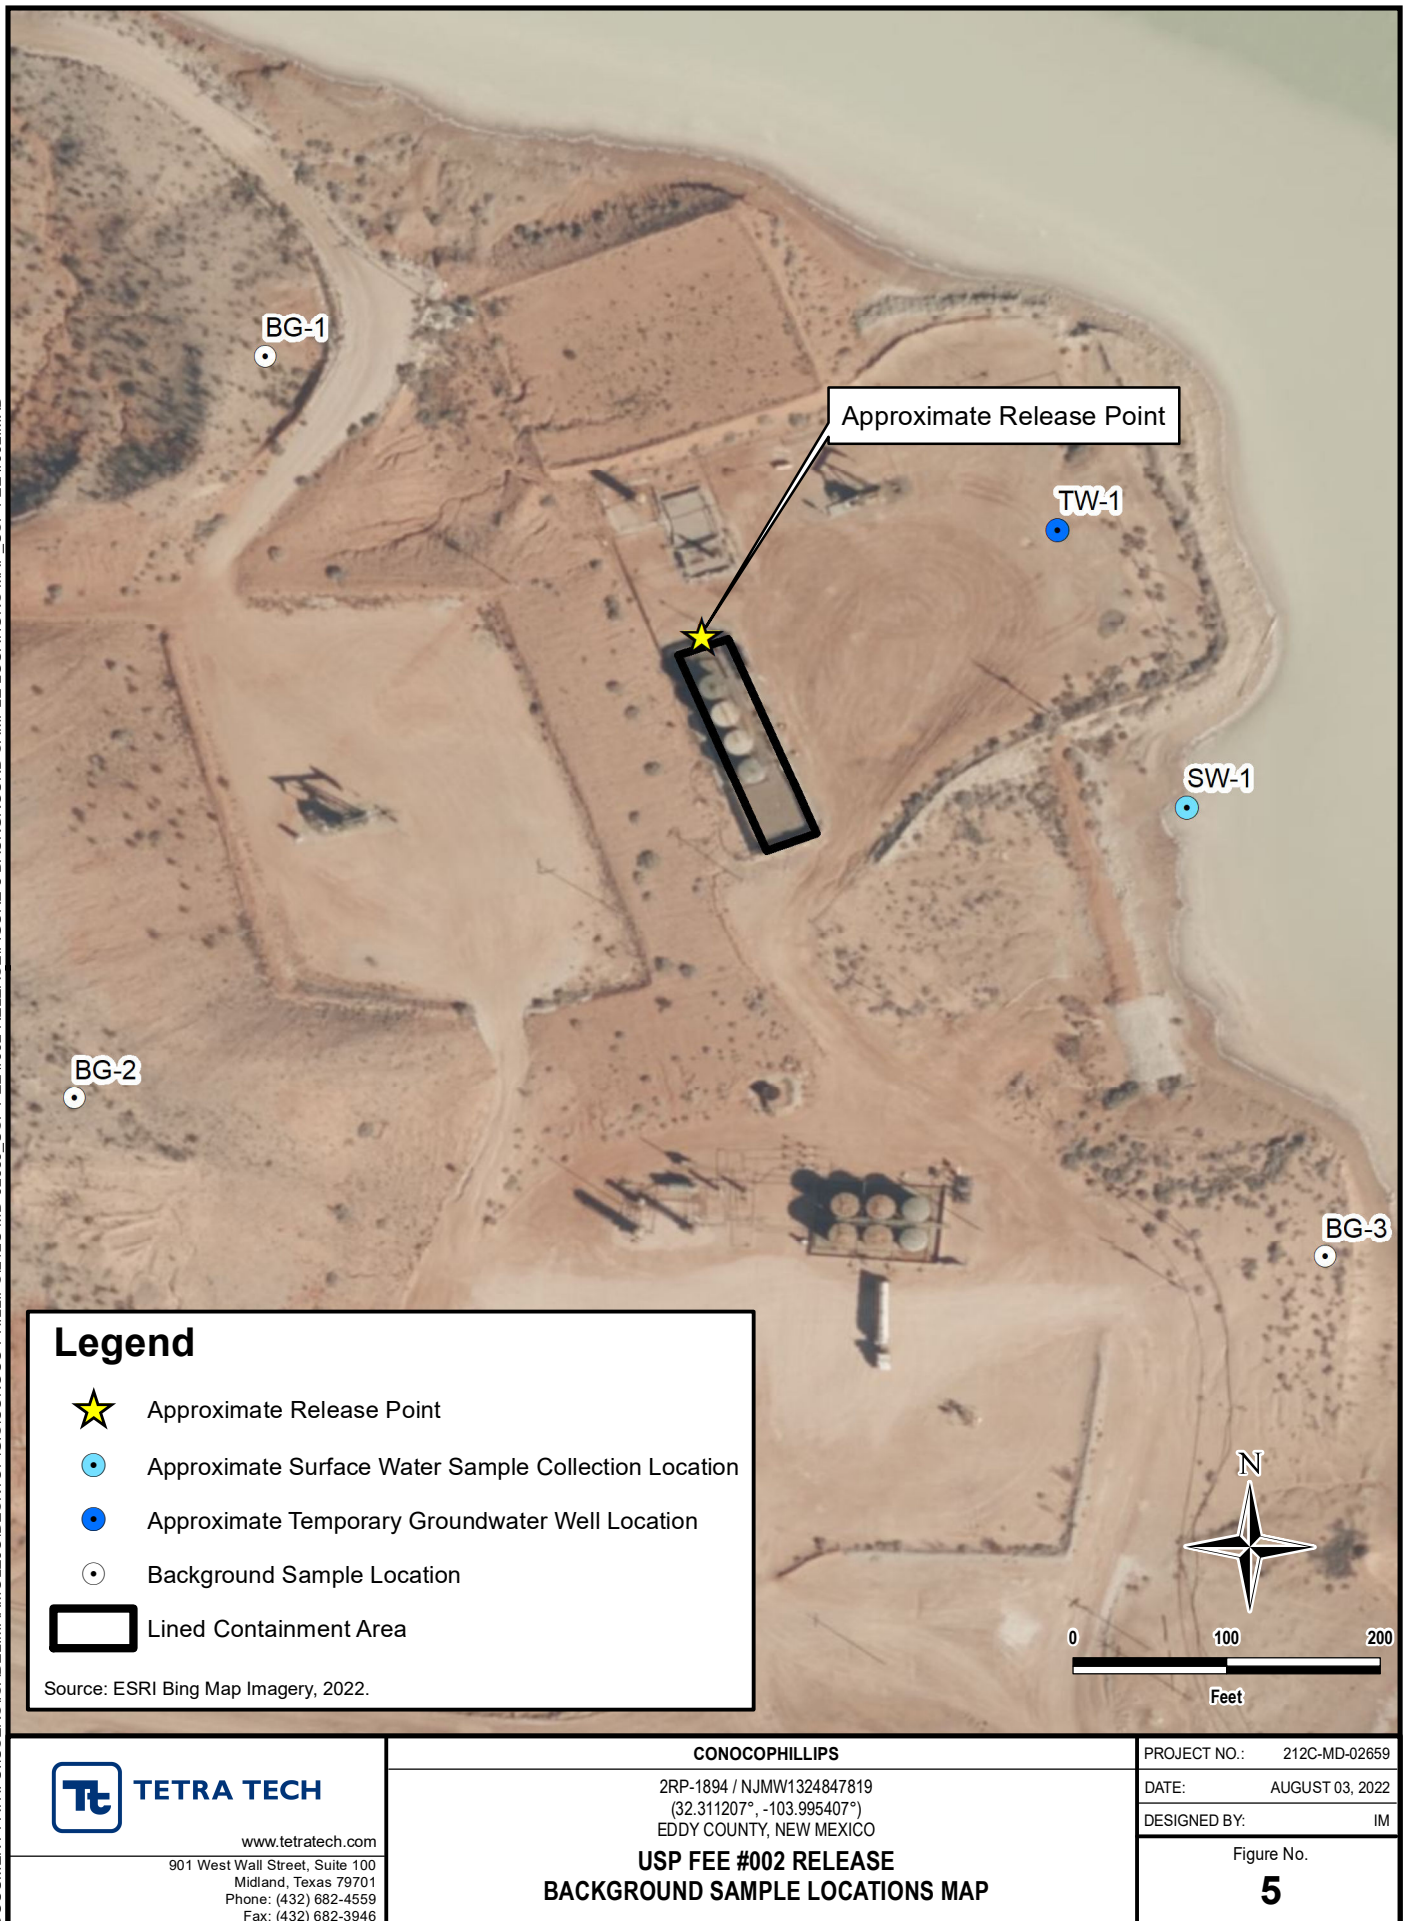 BG-1
Approximate Release Point
TW-1
SW-1
BG-2
BG-3
Legend
Approximate Release Point
Approximate Surface Water Sample Collection Location
Approximate Temporary Groundwater Well Location
Background Sample Location
Lined Containment Area
Source: ESRI Bing Map Imagery, 2022.
N
0 100 200
Feet
Tt TETRA TECH
www.tetratech.com
901 West Wall Street, Suite 100
Midland, Texas 79701
Phone: (432) 682-4559
Fax: (432) 682-3946
CONOCOPHILLIPS
2RP-1894 / NJMW1324847819
(32.311207°, -103.995407°)
EDDY COUNTY, NEW MEXICO
USP FEE #002 RELEASE
BACKGROUND SAMPLE LOCATIONS MAP
PROJECT NO.: 212C-MD-02659
DATE: AUGUST 03, 2022
DESIGNED BY: IM
Figure No.
5